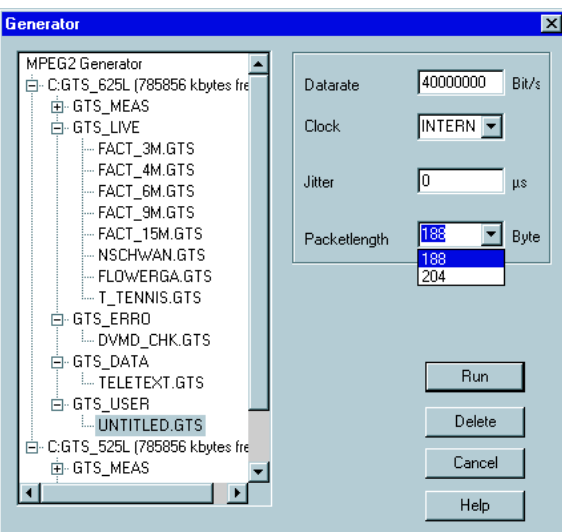 Generator
MPEG2 Generator
C:GTS_625L (785856 kbytes fre
GTS_MEAS
GTS_LIVE
FACT_3M.GTS
FACT_4M.GTS
FACT_6M.GTS
FACT_9M.GTS
FACT_15M.GTS
NSCHWAN.GTS
FLOWERGA.GTS
T_TENNIS.GTS
GTS_ERRO
DVMD_CHK.GTS
GTS_DATA
TELETEXT.GTS
GTS_USER
UNTITLED.GTS
C:GTS_525L (785856 kbytes fre
GTS_MEAS
Datarate 40000000 Bit/s
Clock INTERN
Jitter 0 µs
Packetlength 188 Byte
188
204
Run
Delete
Cancel
Help